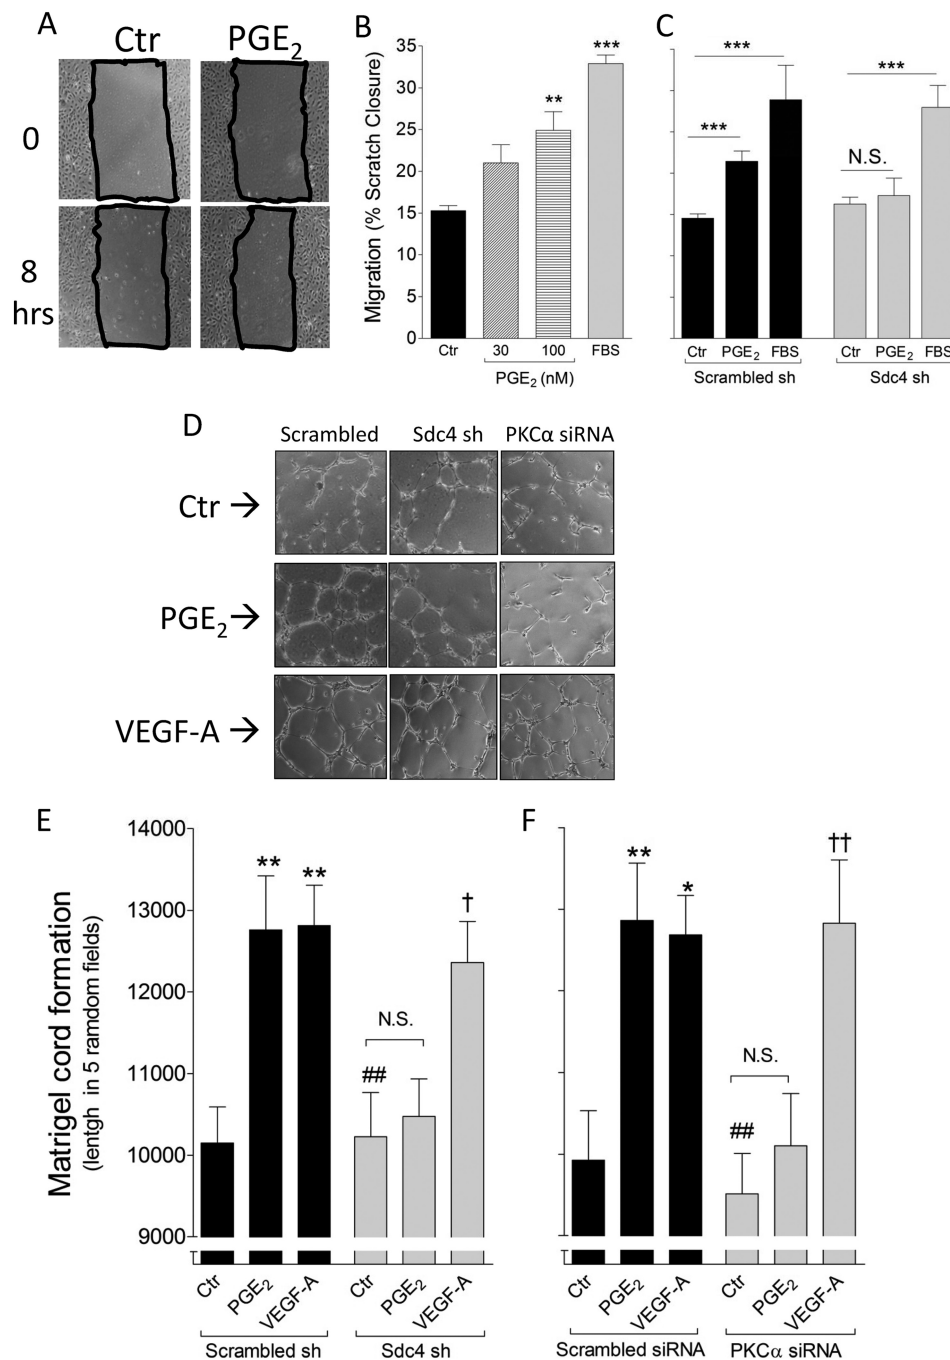 A
Ctr
PGE2
0
8
hrs
B
Migration (% Scratch Closure)
35
30
25
20
15
10
5
0
**
***
Ctr
30
100
FBS
PGE2 (nM)
C
***
***
***
N.S.
Ctr PGE2 FBS
Ctr PGE2 FBS
Scrambled sh
Sdc4 sh
D
Scrambled
Sdc4 sh
PKCα siRNA
Ctr →
PGE2 →
VEGF-A →
E
Matrigel cord formation
(lentgh in 5 ramdom fields)
14000
13000
12000
11000
10000
9000
**
**
##
N.S.
†
Ctr
PGE2
VEGF-A
Ctr
PGE2
VEGF-A
Scrambled sh
Sdc4 sh
F
**
*
##
N.S.
††
Ctr
PGE2
VEGF-A
Ctr
PGE2
VEGF-A
Scrambled siRNA
PKCα siRNA